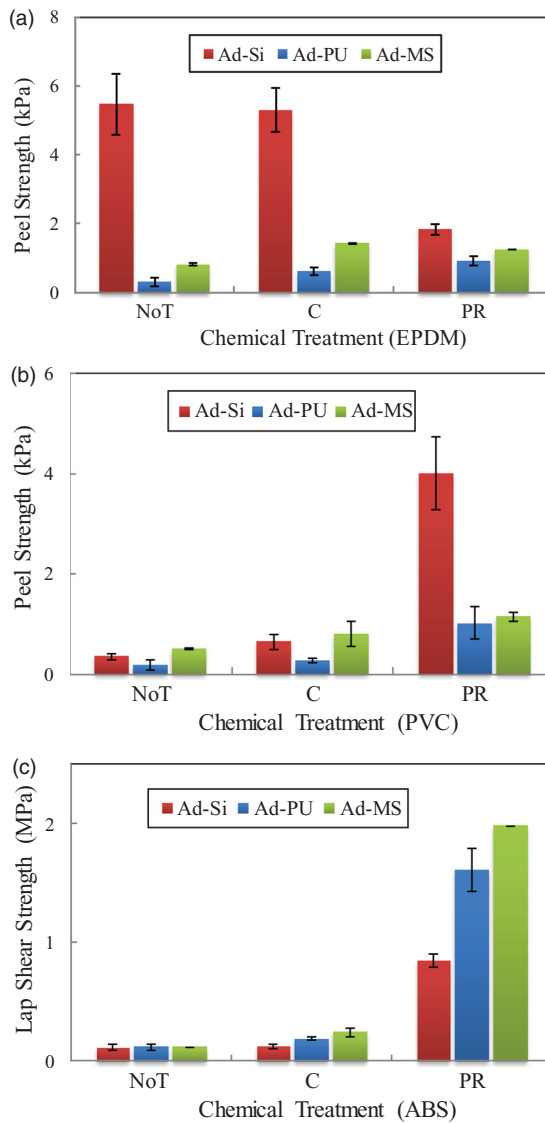 (a)
8
6
4
2
0
Peel Strength (kPa)
Ad-Si Ad-PU Ad-MS
NoT C PR
Chemical Treatment (EPDM)
(b)
6
4
2
0
Peel Strength (kPa)
Ad-Si Ad-PU Ad-MS
NoT C PR
Chemical Treatment (PVC)
(c)
2
1
0
Lap Shear Strength (MPa)
Ad-Si Ad-PU Ad-MS
NoT C PR
Chemical Treatment (ABS)